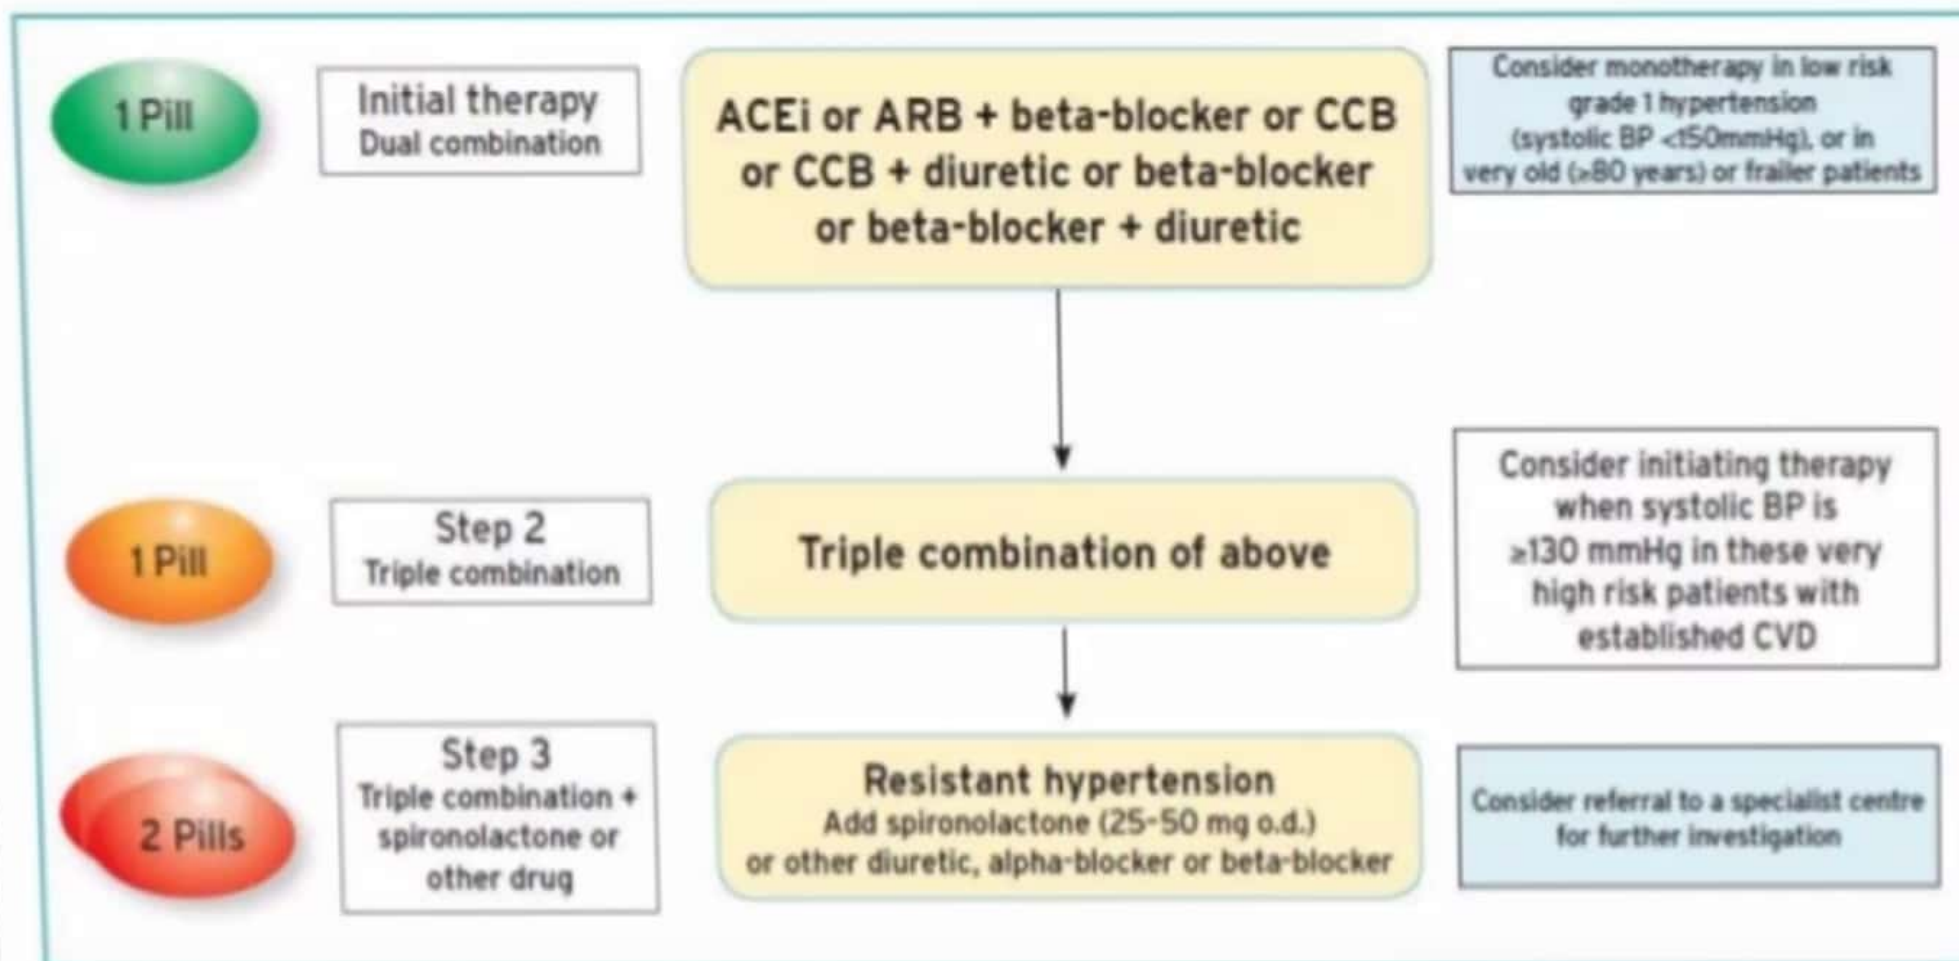 1 Pill
Initial therapy
Dual combination
ACEi or ARB + beta-blocker or CCB
or CCB + diuretic or beta-blocker
or beta-blocker + diuretic
Consider monotherapy in low risk
grade 1 hypertension
(systolic BP <150mmHg), or in
very old (≥80 years) or frailer patients
1 Pill
Step 2
Triple combination
Triple combination of above
Consider initiating therapy
when systolic BP is
≥130 mmHg in these very
high risk patients with
established CVD
2 Pills
Step 3
Triple combination +
spironolactone or
other drug
Resistant hypertension
Add spironolactone (25-50 mg o.d.)
or other diuretic, alpha-blocker or beta-blocker
Consider referral to a specialist centre
for further investigation